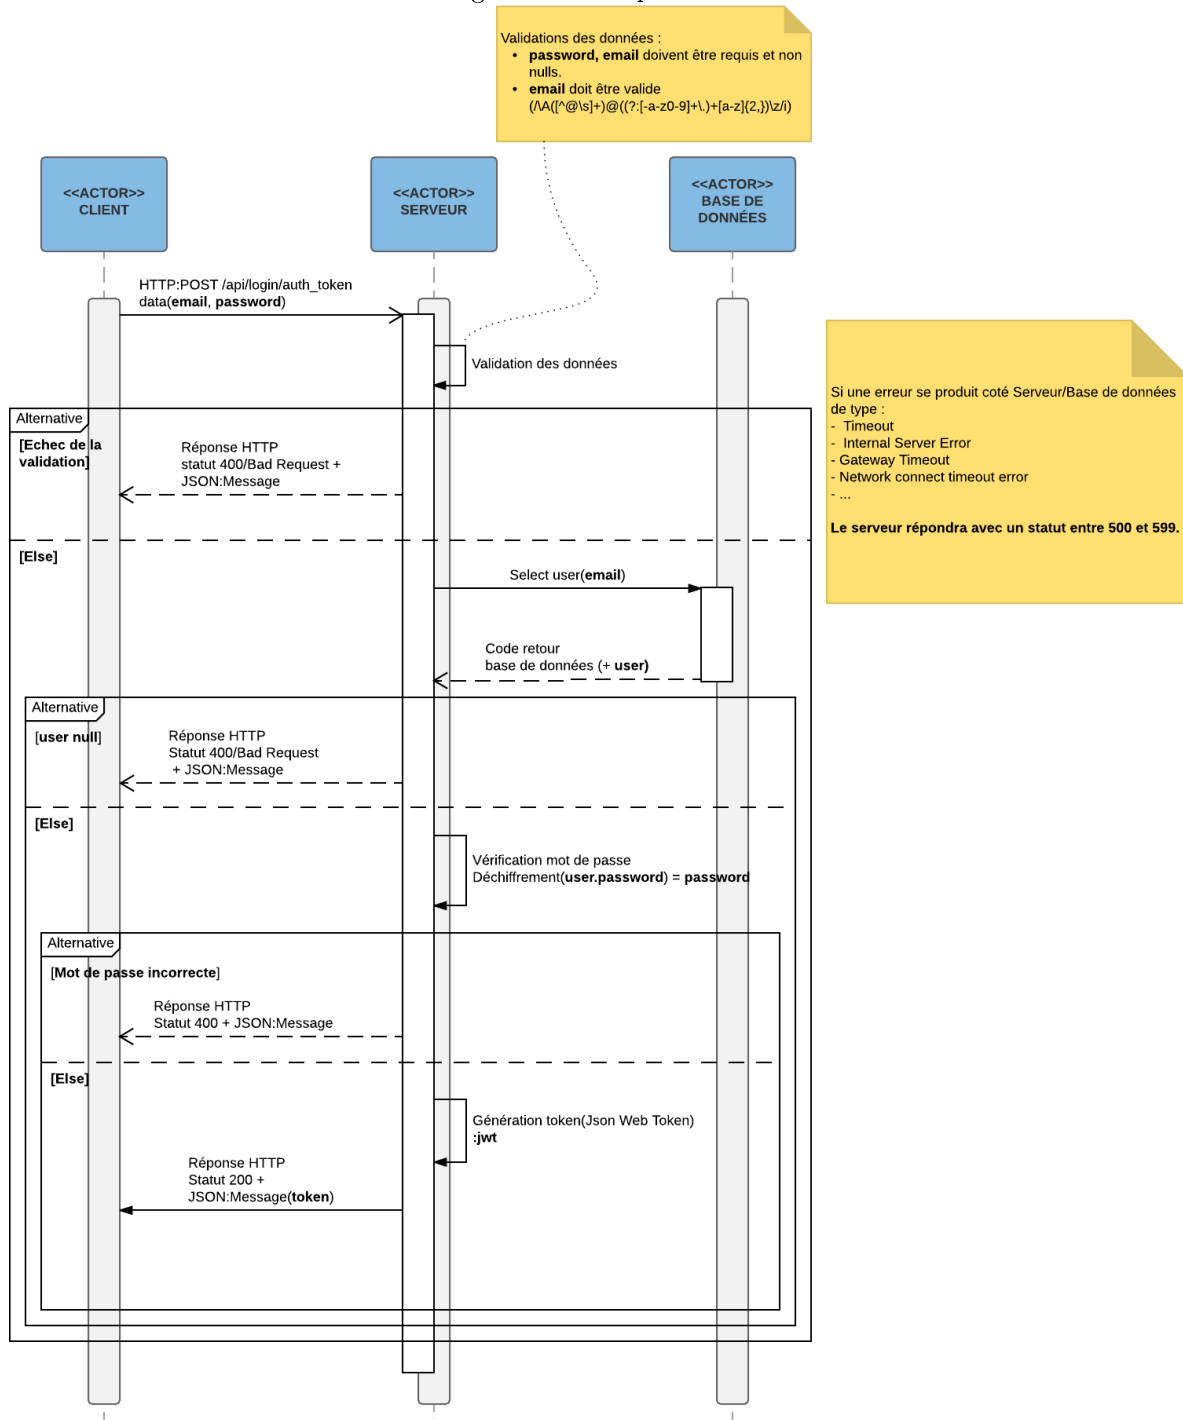 Validations des données :
• password, email doivent être requis et non
nulls.
• email doit être valide
(/\A([^@\s]+)@((?:[-a-z0-9]+\.)+[a-z]{2,})\z/i)
<<ACTOR>>
CLIENT
<<ACTOR>>
SERVEUR
<<ACTOR>>
BASE DE
DONNÉES
HTTP:POST /api/login/auth_token
data(email, password)
Validation des données
Si une erreur se produit coté Serveur/Base de données
de type :
- Timeout
- Internal Server Error
- Gateway Timeout
- Network connect timeout error
- ...
Le serveur répondra avec un statut entre 500 et 599.
Alternative
[Echec de la
validation]
Réponse HTTP
statut 400/Bad Request +
JSON:Message
[Else]
Select user(email)
Code retour
base de données (+ user)
Alternative
[user null]
Réponse HTTP
Statut 400/Bad Request
+ JSON:Message
[Else]
Vérification mot de passe
Déchiffrement(user.password) = password
Alternative
[Mot de passe incorrecte]
Réponse HTTP
Statut 400 + JSON:Message
[Else]
Génération token(Json Web Token)
:jwt
Réponse HTTP
Statut 200 +
JSON:Message(token)